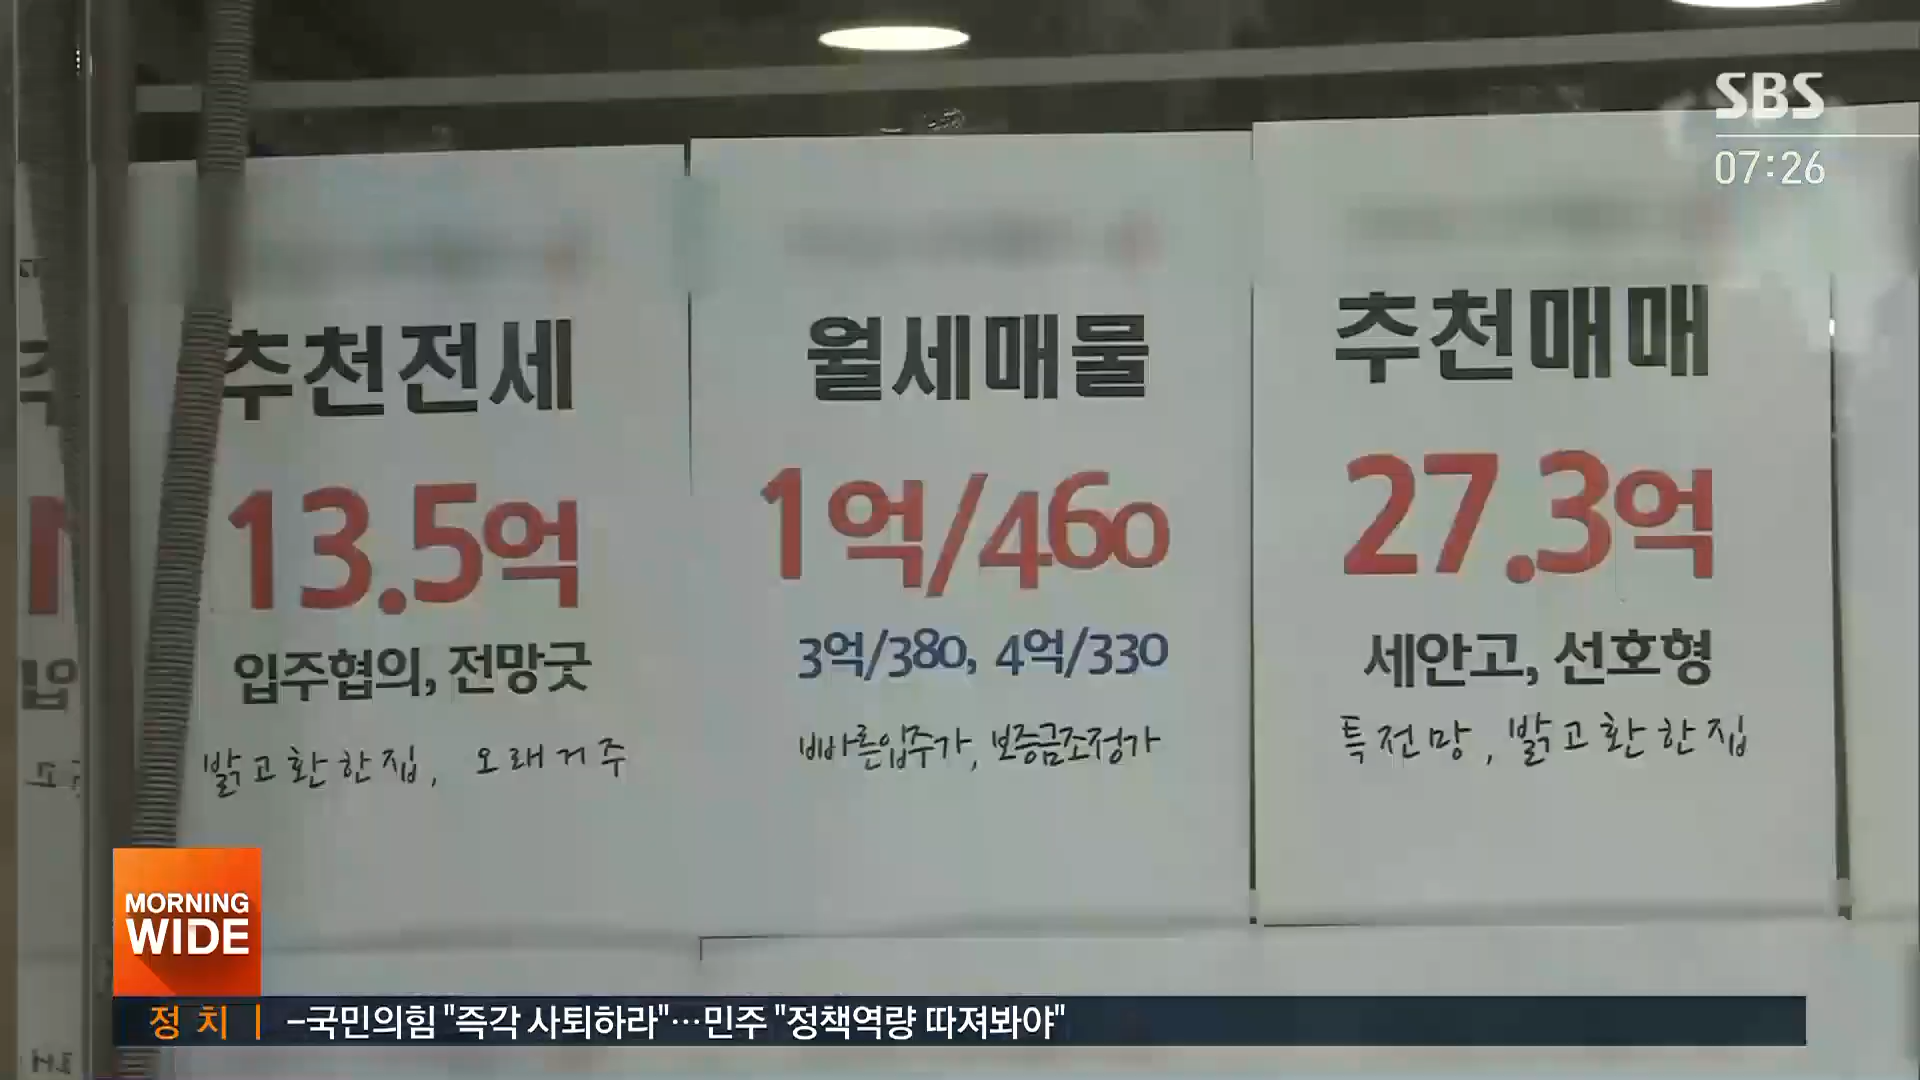 SBS
07:26
추천전세
13.5억
입주협의, 전망굿
밝고환한집, 오래거주
월세매물
1억/460
3억/380, 4억/330
빠른입주가, 보증금조정가
추천매매
27.3억
세안고, 선호형
특전망, 밝고환한집
MORNING
WIDE
정치 -국민의힘 "즉각 사퇴하라"…민주 "정책역량 따져봐야"